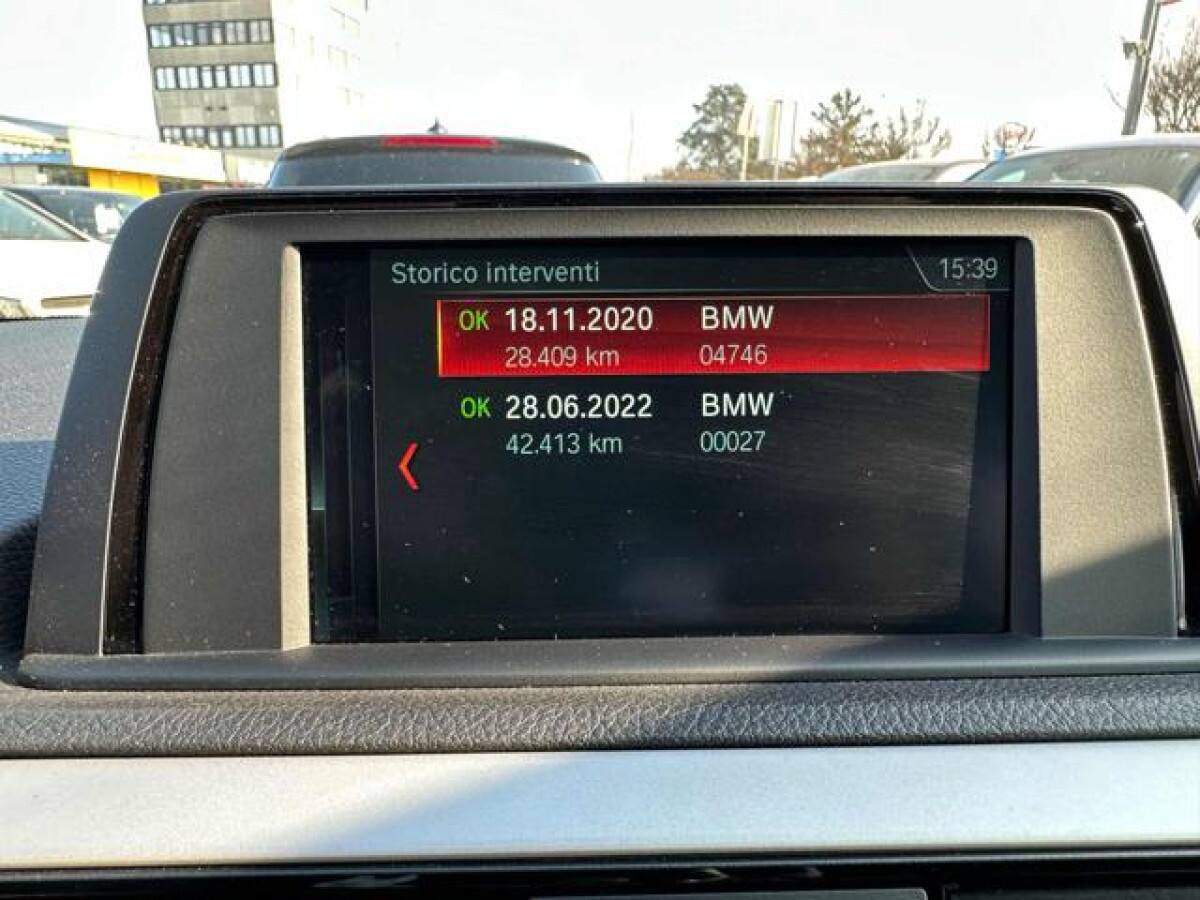 Storico interventi 15:39
OK 18.11.2020 BMW
28.409 km 04746
OK 28.06.2022 BMW
42.413 km 00027